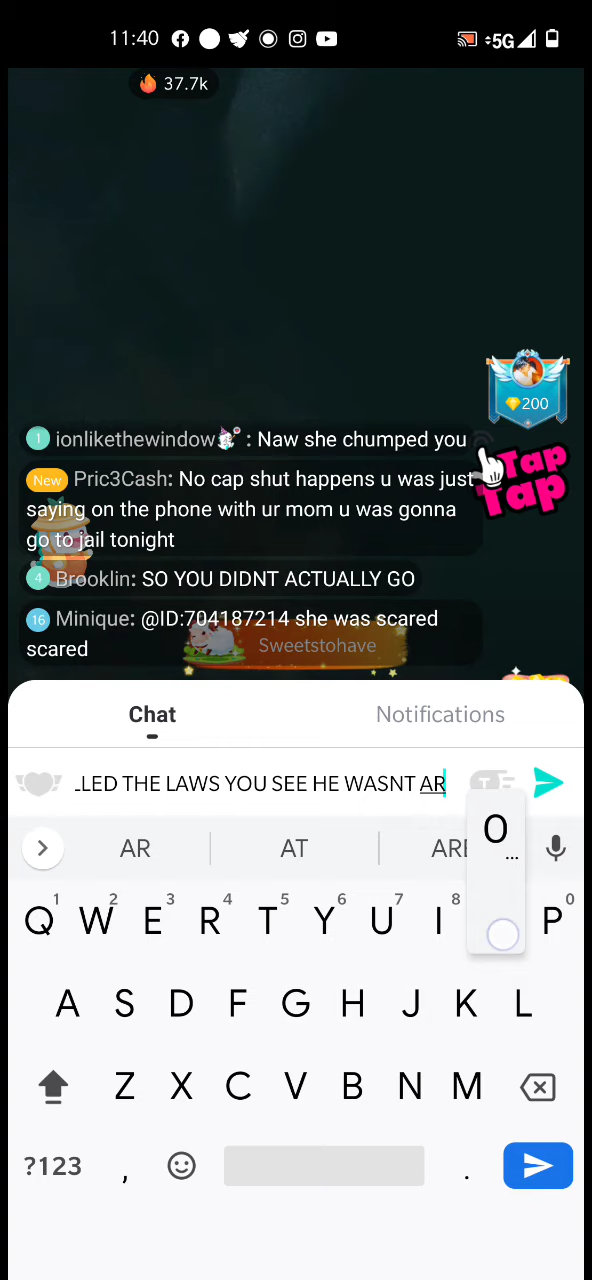 11:40 5G
37.7k
200
1 ionlikethewindow : Naw she chumped you
Tap
Tap
New Pric3Cash: No cap shut happens u was just
saying on the phone with ur mom u was gonna
go to jail tonight
4 Brooklin: SO YOU DIDNT ACTUALLY GO
16 Minique: @ID:704187214 she was scared
scared
Sweetstohave
Chat Notifications
LLED THE LAWS YOU SEE HE WASNT AR T
AR AT ARE
O
...
1 2 3 4 5 6 7 8 0
Q W E R T Y U I P
A S D F G H J K L
Z X C V B N M
?123 , .